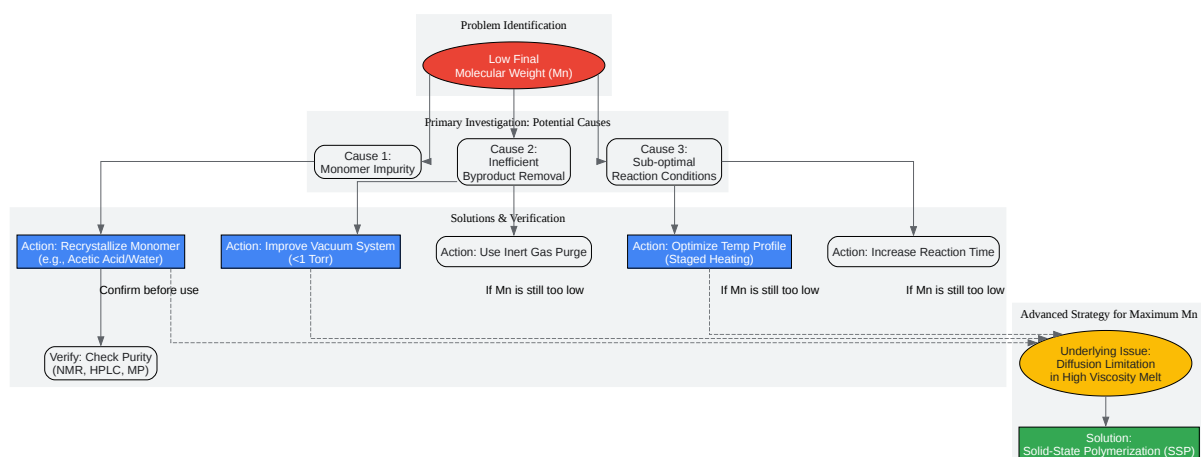 Problem Identification
Low Final
Molecular Weight (Mn)
Primary Investigation: Potential Causes
Cause 1:
Monomer Impurity
Cause 2:
Inefficient
Byproduct Removal
Cause 3:
Sub-optimal
Reaction Conditions
Solutions & Verification
Action: Recrystallize Monomer
(e.g., Acetic Acid/Water)
Action: Improve Vacuum System
(<1 Torr)
Action: Use Inert Gas Purge
Action: Optimize Temp Profile
(Staged Heating)
Action: Increase Reaction Time
Confirm before use
If Mn is still too low
If Mn is still too low
If Mn is still too low
Verify: Check Purity
(NMR, HPLC, MP)
Advanced Strategy for Maximum Mn
Underlying Issue:
Diffusion Limitation
in High Viscosity Melt
Solution:
Solid-State Polymerization (SSP)